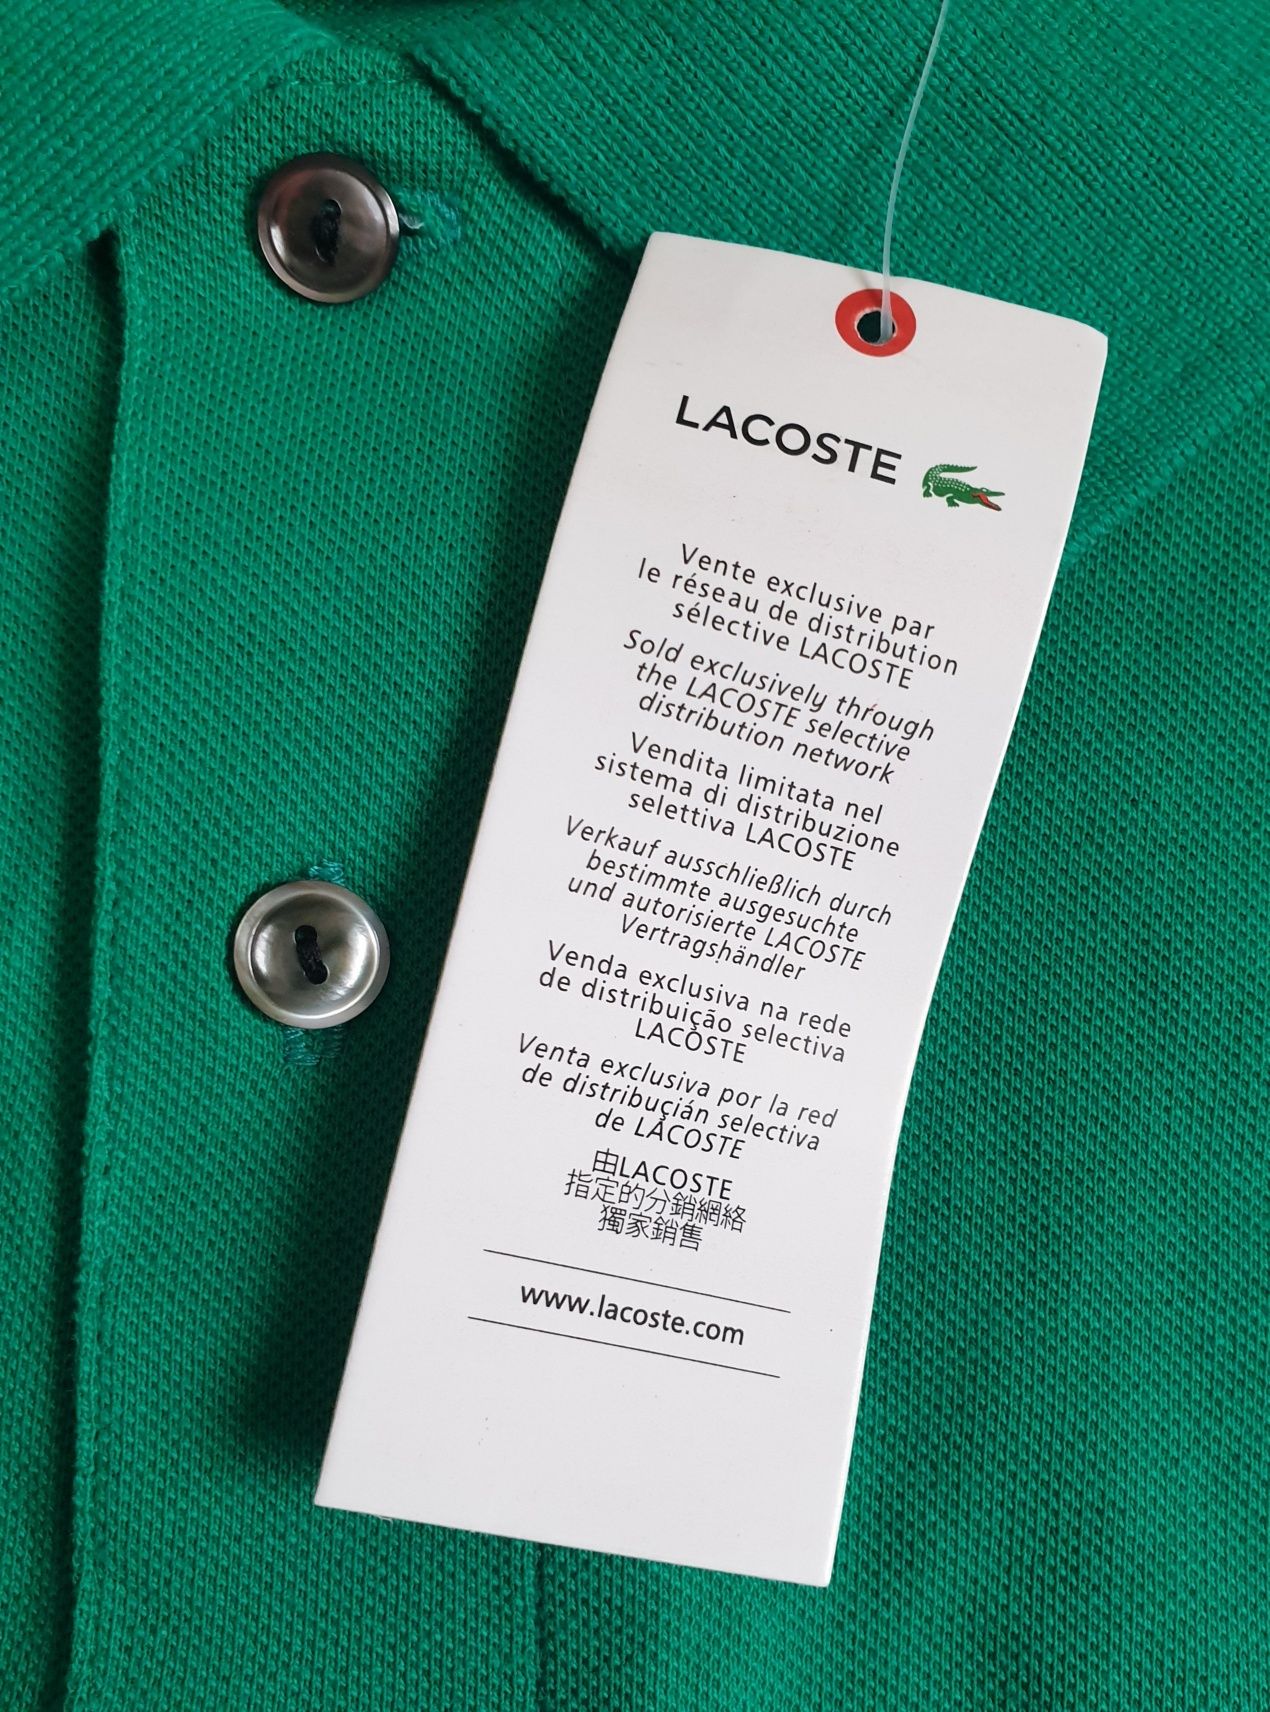 LACOSTE
Vente exclusive par
le réseau de distribution
sélective LACOSTE
Sold exclusively through
the LACOSTE selective
distribution network
Vendita limitata nel
sistema di distribuzione
selettiva LACOSTE
Verkauf ausschließlich durch
bestimmte ausgesuchte
und autorisierte LACOSTE
Vertragshändler
Venda exclusiva na rede
de distribuição selectiva
LACOSTE
Venta exclusiva por la red
de distribuçián selectiva
de LACOSTE
由LACOSTE
指定的分銷網絡
獨家銷售
www.lacoste.com